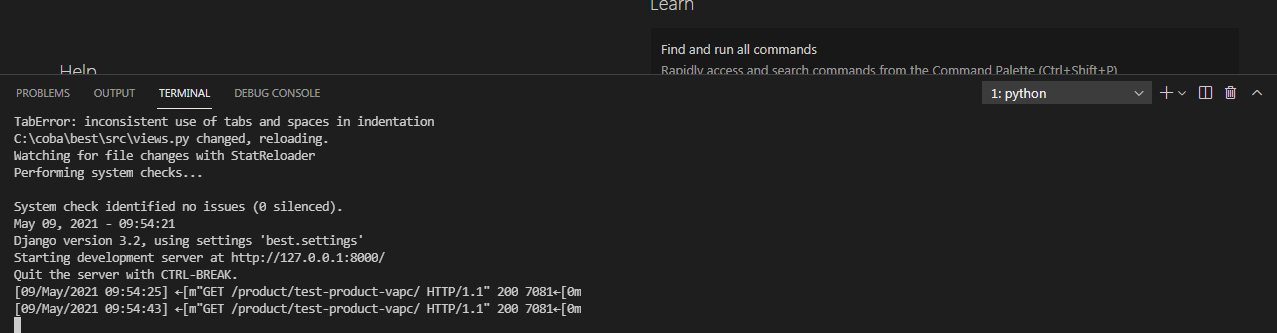 Learn
Find and run all commands
Help
Rapidly access and search commands from the Command Palette (Ctrl+Shift+P)
PROBLEMS OUTPUT TERMINAL DEBUG CONSOLE 1: python
TabError: inconsistent use of tabs and spaces in indentation
C:\coba\best\src\views.py changed, reloading.
Watching for file changes with StatReloader
Performing system checks...
System check identified no issues (0 silenced).
May 09, 2021 - 09:54:21
Django version 3.2, using settings 'best.settings'
Starting development server at http://127.0.0.1:8000/
Quit the server with CTRL-BREAK.
[09/May/2021 09:54:25] ←[m"GET /product/test-product-vapc/ HTTP/1.1" 200 7081←[0m
[09/May/2021 09:54:43] ←[m"GET /product/test-product-vapc/ HTTP/1.1" 200 7081←[0m